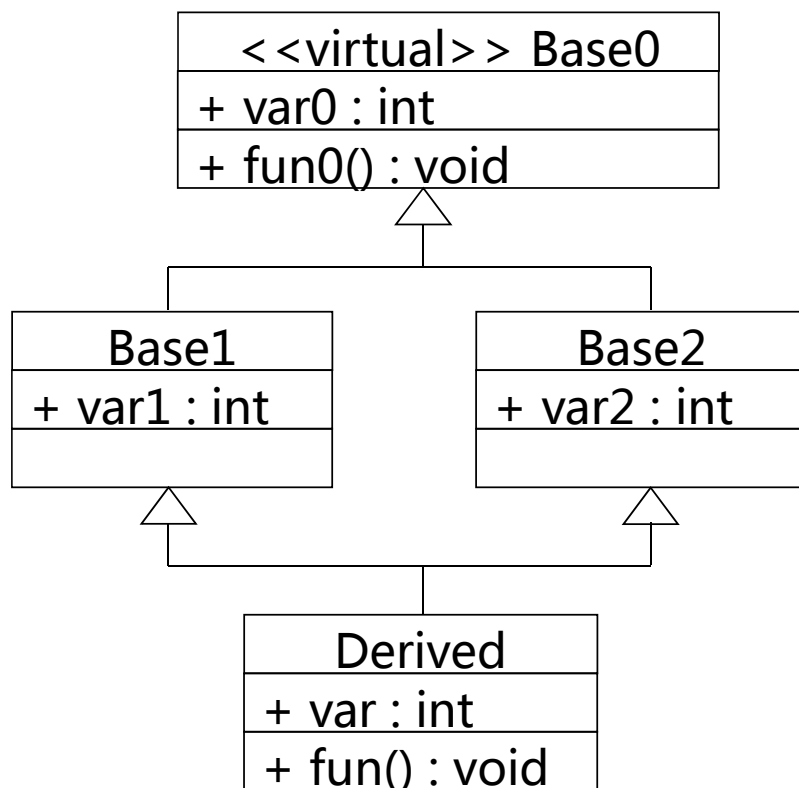 <<virtual>> Base0
+ var0 : int
+ fun0() : void
Base1
+ var1 : int
Base2
+ var2 : int
Derived
+ var : int
+ fun() : void